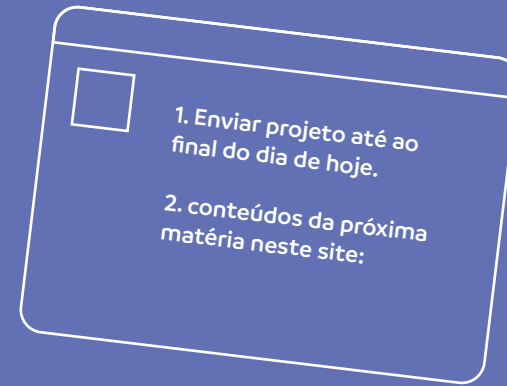 1. Enviar projeto até ao
final do dia de hoje.
2. conteúdos da próxima
matéria neste site: